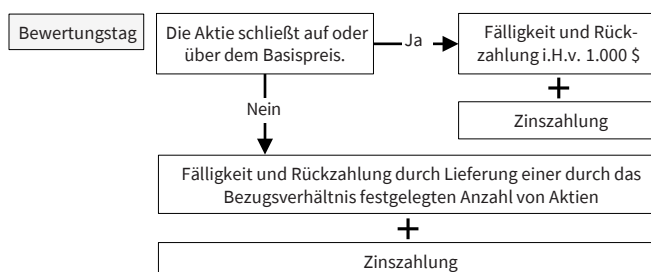 Bewertungstag
Die Aktie schließt auf oder
über dem Basispreis.
Ja
Fälligkeit und Rück-
zahlung i.H.v. 1.000 $
+
Zinszahlung
Nein
Fälligkeit und Rückzahlung durch Lieferung einer durch das
Bezugsverhältnis festgelegten Anzahl von Aktien
+
Zinszahlung